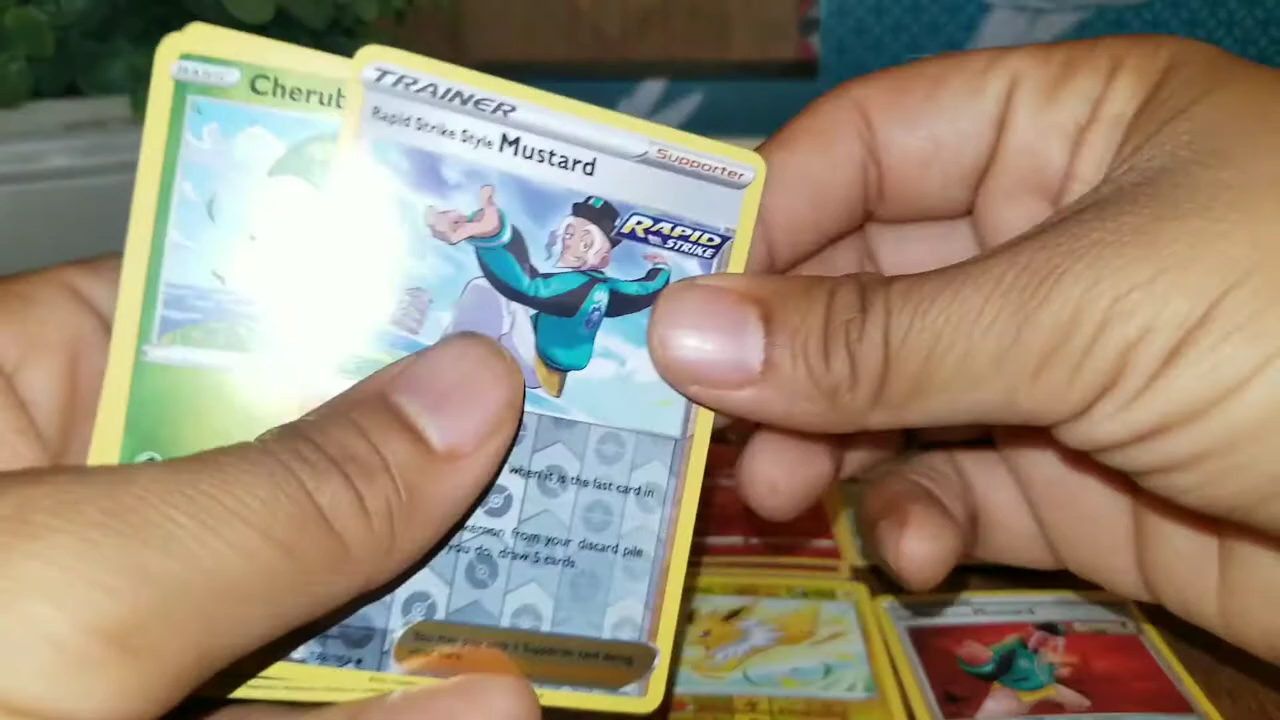 BASIC
Cherub
TRAINER
Rapid Strike Style Mustard
Supporter
RAPID
STRIKE
when it is the last card in
from your discard pile
you do, draw 5 cards.
You may play only 1 Supporter card during